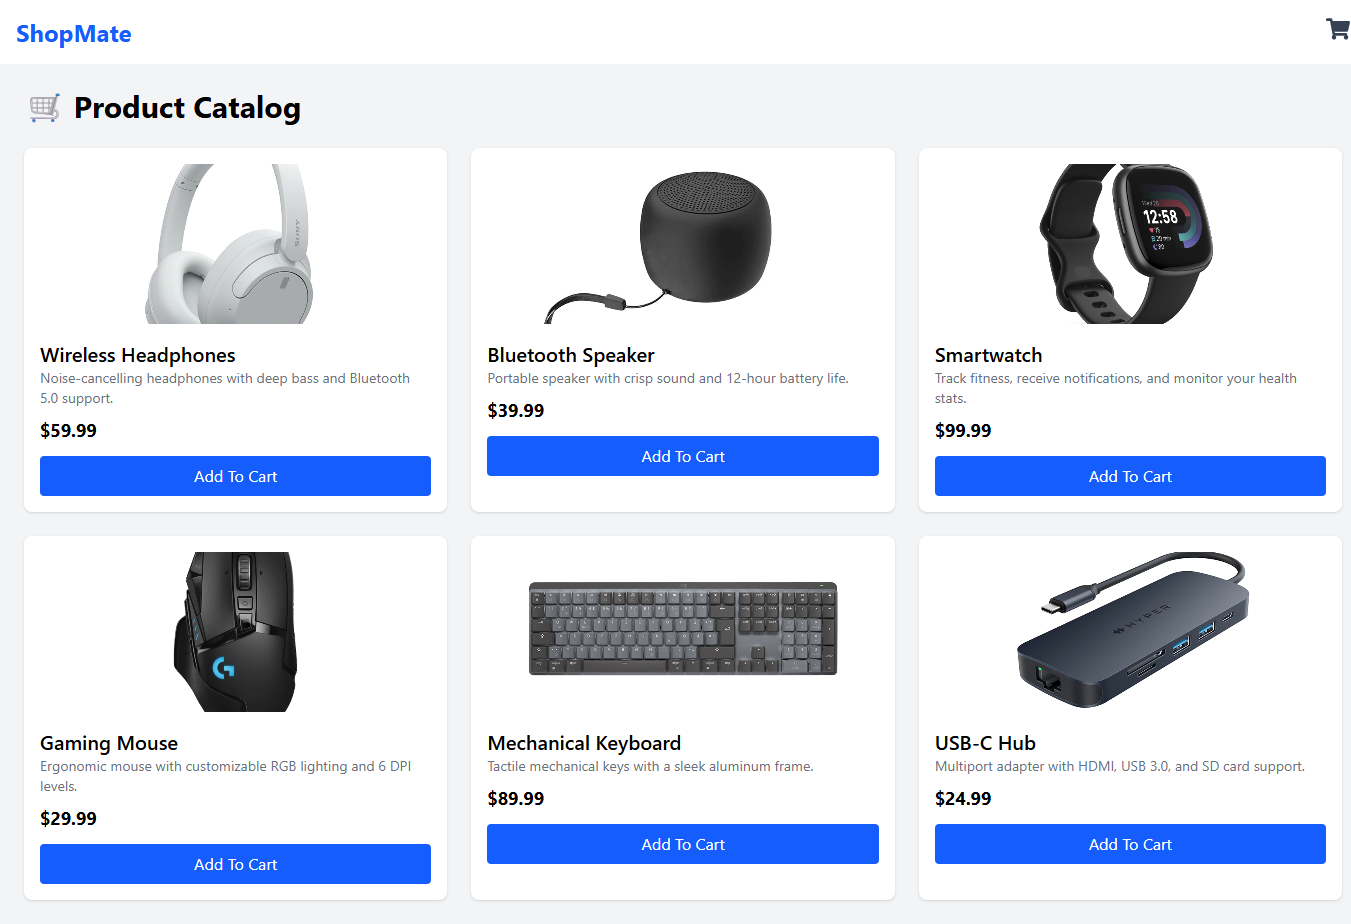 ShopMate
Product Catalog
SONY
Wed 26
12:58
Wireless Headphones
Noise-cancelling headphones with deep bass and Bluetooth
5.0 support.
$59.99
Add To Cart
Bluetooth Speaker
Portable speaker with crisp sound and 12-hour battery life.
$39.99
Add To Cart
Smartwatch
Track fitness, receive notifications, and monitor your health
stats.
$99.99
Add To Cart
G
HYPER
Gaming Mouse
Ergonomic mouse with customizable RGB lighting and 6 DPI
levels.
$29.99
Add To Cart
Mechanical Keyboard
Tactile mechanical keys with a sleek aluminum frame.
$89.99
Add To Cart
USB-C Hub
Multiport adapter with HDMI, USB 3.0, and SD card support.
$24.99
Add To Cart